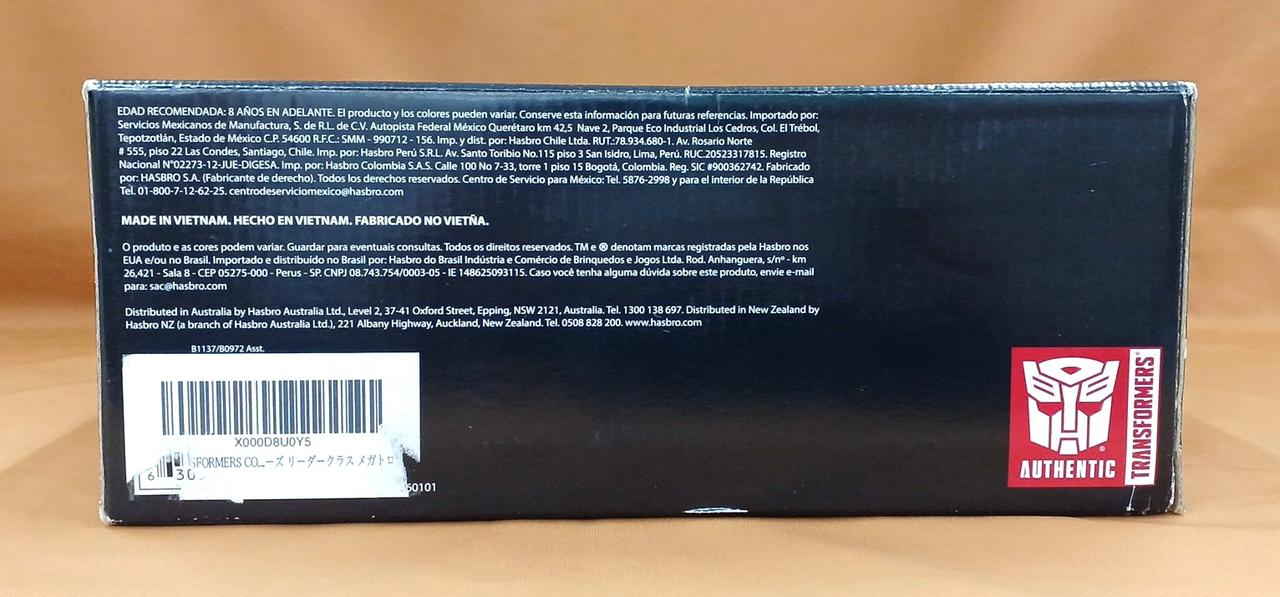 EDAD RECOMENDADA: 8 AÑOS EN ADELANTE. El producto y los colores pueden variar. Conserve esta información para futuras referencias. Importado por:
Servicios Mexicanos de Manufactura, S. de R.L. de C.V. Autopista Federal México Querétaro km 42,5 Nave 2, Parque Eco Industrial Los Cedros, Col. El Trébol,
Tepotzotlán, Estado de México C.P. 54600 R.F.C.: SMM - 990712 - 156. Imp. y dist. por: Hasbro Chile Ltda. RUT.:78.934.680-1. Av. Rosario Norte
# 555, piso 22 Las Condes, Santiago, Chile. Imp. por: Hasbro Perú S.R.L. Av. Santo Toribio No.115 piso 3 San Isidro, Lima, Perú. RUC.20523317815. Registro
Nacional N°02273-12-JUE-DIGESA. Imp. por: Hasbro Colombia S.A.S. Calle 100 No 7-33, torre 1 piso 15 Bogotá, Colombia. Reg. SIC #900362742. Fabricado
por: HASBRO S.A. (Fabricante de derecho). Todos los derechos reservados. Centro de Servicio para México: Tel. 5876-2998 y para el interior de la República
Tel. 01-800-7-12-62-25. centrodeserviciomexico@hasbro.com
MADE IN VIETNAM. HECHO EN VIETNAM. FABRICADO NO VIETÑA.
O produto e as cores podem variar. Guardar para eventuais consultas. Todos os direitos reservados. TM e ® denotam marcas registradas pela Hasbro nos
EUA e/ou no Brasil. Importado e distribuído no Brasil por: Hasbro do Brasil Indústria e Comércio de Brinquedos e Jogos Ltda. Rod. Anhanguera, s/nº - km
26,421 - Sala 8 - CEP 05275-000 - Perus - SP. CNPJ 08.743.754/0003-05 - IE 148625093115. Caso você tenha alguma dúvida sobre este produto, envie e-mail
para: sac@hasbro.com
Distributed in Australia by Hasbro Australia Ltd., Level 2, 37-41 Oxford Street, Epping, NSW 2121, Australia. Tel. 1300 138 697. Distributed in New Zealand by
Hasbro NZ (a branch of Hasbro Australia Ltd.), 221 Albany Highway, Auckland, New Zealand. Tel. 0508 828 200. www.hasbro.com
B1137/B0972 Asst.
X000D8U0Y5
SFORMERS CO...ーズ リーダークラス メガトロ
6 30
60101
AUTHENTIC
TRANSFORMERS®